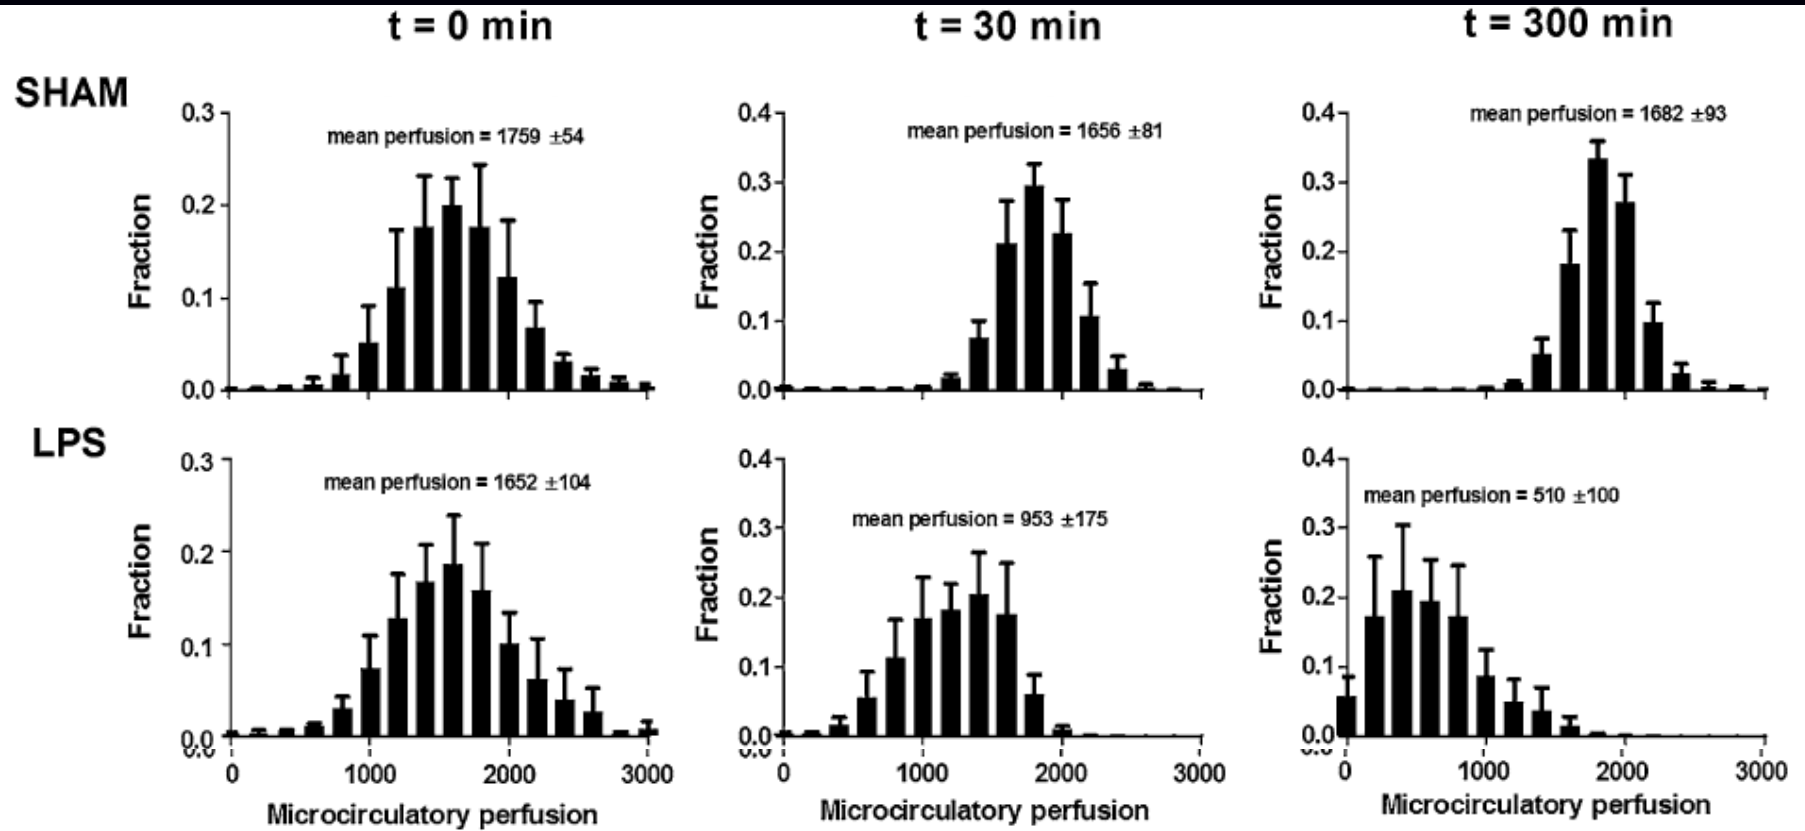 t = 0 min
t = 30 min
t = 300 min
SHAM
0.3
0.2
0.1
0.0
Fraction
mean perfusion = 1759 ±54
0.4
0.3
0.2
0.1
0.0
Fraction
mean perfusion = 1656 ±81
0.4
0.3
0.2
0.1
0.0
Fraction
mean perfusion = 1682 ±93
LPS
0.3
0.2
0.1
0.0
Fraction
mean perfusion = 1652 ±104
0 1000 2000 3000
Microcirculatory perfusion
0.4
0.3
0.2
0.1
0.0
Fraction
mean perfusion = 953 ±175
0 1000 2000 3000
Microcirculatory perfusion
0.4
0.3
0.2
0.1
0.0
Fraction
mean perfusion = 510 ±100
0 1000 2000 3000
Microcirculatory perfusion